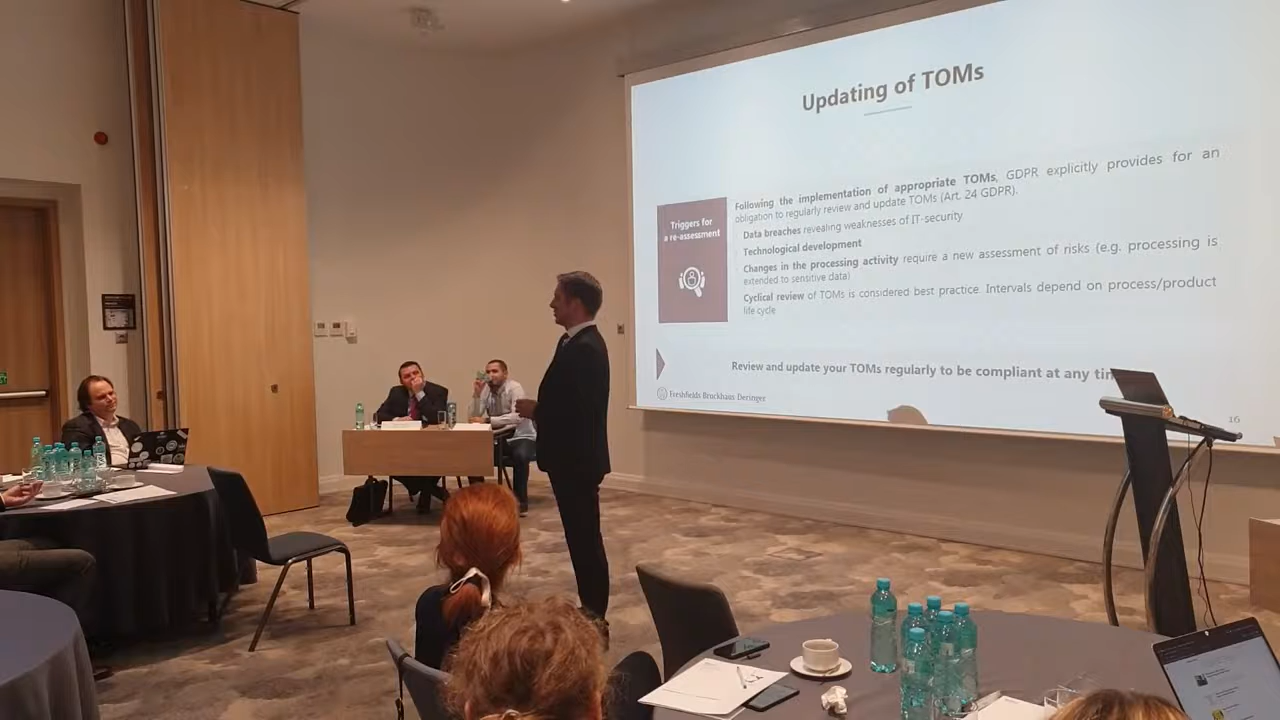 Updating of TOMs
Following the implementation of appropriate TOMs, GDPR explicitly provides for an
obligation to regularly review and update TOMs (Art. 24 GDPR).
Triggers for
a re-assessment
Data breaches revealing weaknesses of IT-security
Technological development
Changes in the processing activity require a new assessment of risks (e.g. processing is
extended to sensitive data)
Cyclical review of TOMs is considered best practice. Intervals depend on process/product
life cycle
Review and update your TOMs regularly to be compliant at any
Freshfields Bruckhaus Deringer
16